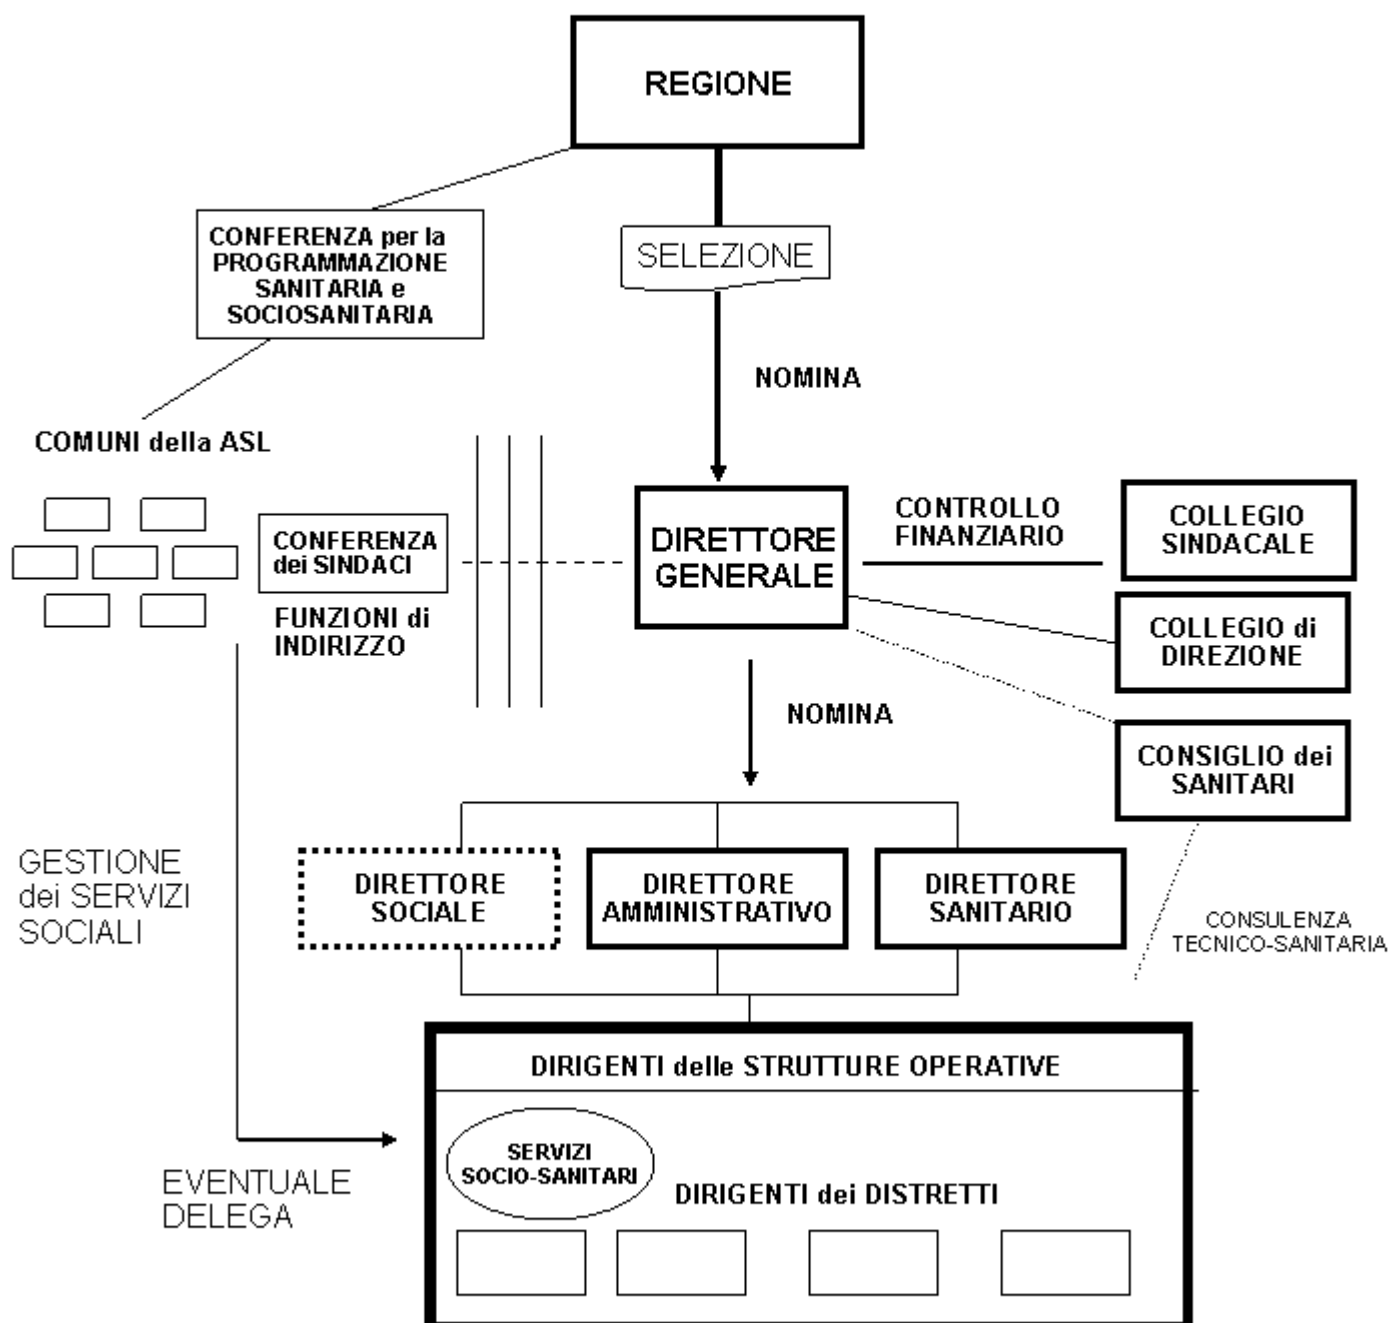 REGIONE
CONFERENZA per la
PROGRAMMAZIONE
SANITARIA e
SOCIOSANITARIA
SELEZIONE
NOMINA
COMUNI della ASL
CONFERENZA
dei SINDACI
FUNZIONI di
INDIRIZZO
DIRETTORE
GENERALE
CONTROLLO
FINANZIARIO
COLLEGIO
SINDACALE
COLLEGIO di
DIREZIONE
NOMINA
CONSIGLIO dei
SANITARI
GESTIONE
dei SERVIZI
SOCIALI
DIRETTORE
SOCIALE
DIRETTORE
AMMINISTRATIVO
DIRETTORE
SANITARIO
CONSULENZA
TECNICO-SANITARIA
DIRIGENTI delle STRUTTURE OPERATIVE
SERVIZI
SOCIO-SANITARI
EVENTUALE
DELEGA
DIRIGENTI dei DISTRETTI